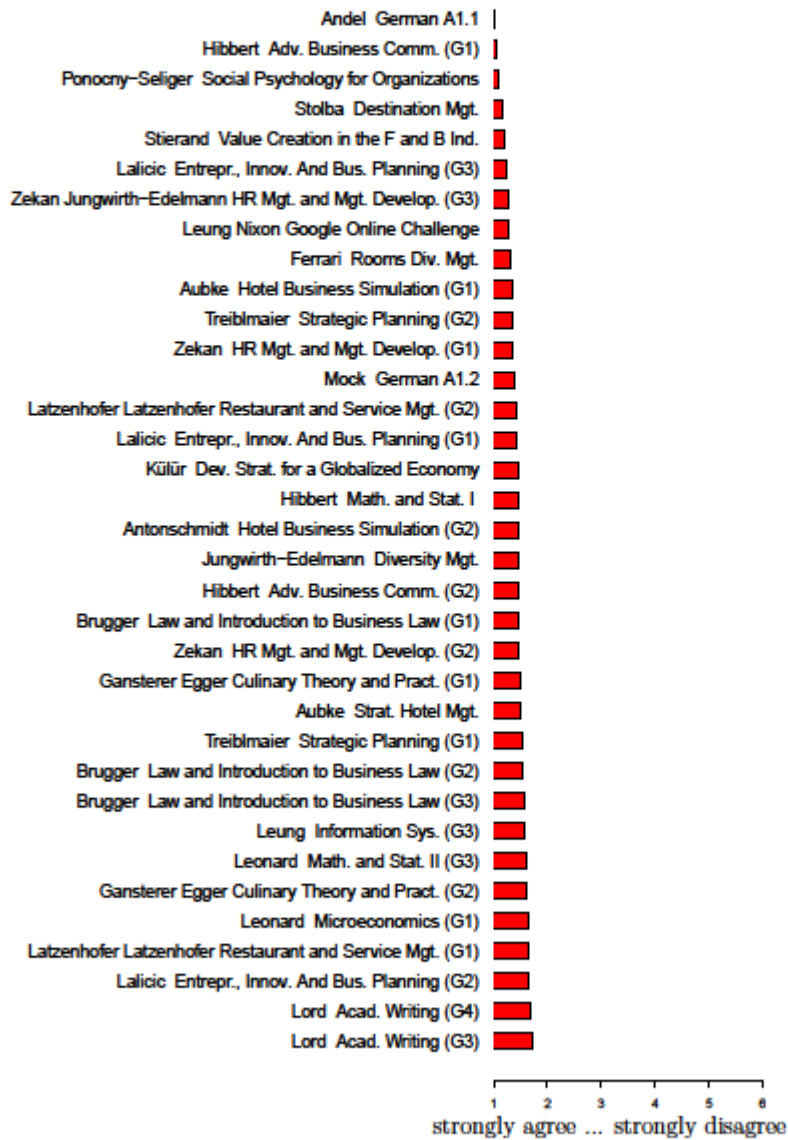 Andel German A1.1
Hibbert Adv. Business Comm. (G1)
Ponocny-Seliger Social Psychology for Organizations
Stolba Destination Mgt.
Stierand Value Creation in the F and B Ind.
Lalicic Entrepr., Innov. And Bus. Planning (G3)
Zekan Jungwirth-Edelmann HR Mgt. and Mgt. Develop. (G3)
Leung Nixon Google Online Challenge
Ferrari Rooms Div. Mgt.
Aubke Hotel Business Simulation (G1)
Treiblmaier Strategic Planning (G2)
Zekan HR Mgt. and Mgt. Develop. (G1)
Mock German A1.2
Latzenhofer Latzenhofer Restaurant and Service Mgt. (G2)
Lalicic Entrepr., Innov. And Bus. Planning (G1)
Külür Dev. Strat. for a Globalized Economy
Hibbert Math. and Stat. I
Antonschmidt Hotel Business Simulation (G2)
Jungwirth-Edelmann Diversity Mgt.
Hibbert Adv. Business Comm. (G2)
Brugger Law and Introduction to Business Law (G1)
Zekan HR Mgt. and Mgt. Develop. (G2)
Gansterer Egger Culinary Theory and Pract. (G1)
Aubke Strat. Hotel Mgt.
Treiblmaier Strategic Planning (G1)
Brugger Law and Introduction to Business Law (G2)
Brugger Law and Introduction to Business Law (G3)
Leung Information Sys. (G3)
Leonard Math. and Stat. II (G3)
Gansterer Egger Culinary Theory and Pract. (G2)
Leonard Microeconomics (G1)
Latzenhofer Latzenhofer Restaurant and Service Mgt. (G1)
Lalicic Entrepr., Innov. And Bus. Planning (G2)
Lord Acad. Writing (G4)
Lord Acad. Writing (G3)
1 2 3 4 5 6
strongly agree ... strongly disagree